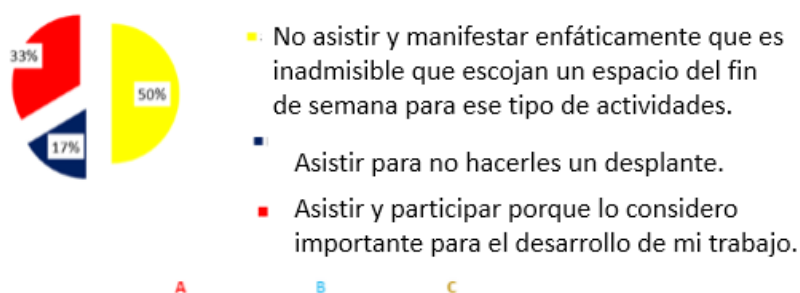 33%
50%
17%
No asistir y manifestar enfáticamente que es
inadmisible que escojan un espacio del fin
de semana para ese tipo de actividades.
Asistir para no hacerles un desplante.
Asistir y participar porque lo considero
importante para el desarrollo de mi trabajo.
A B C